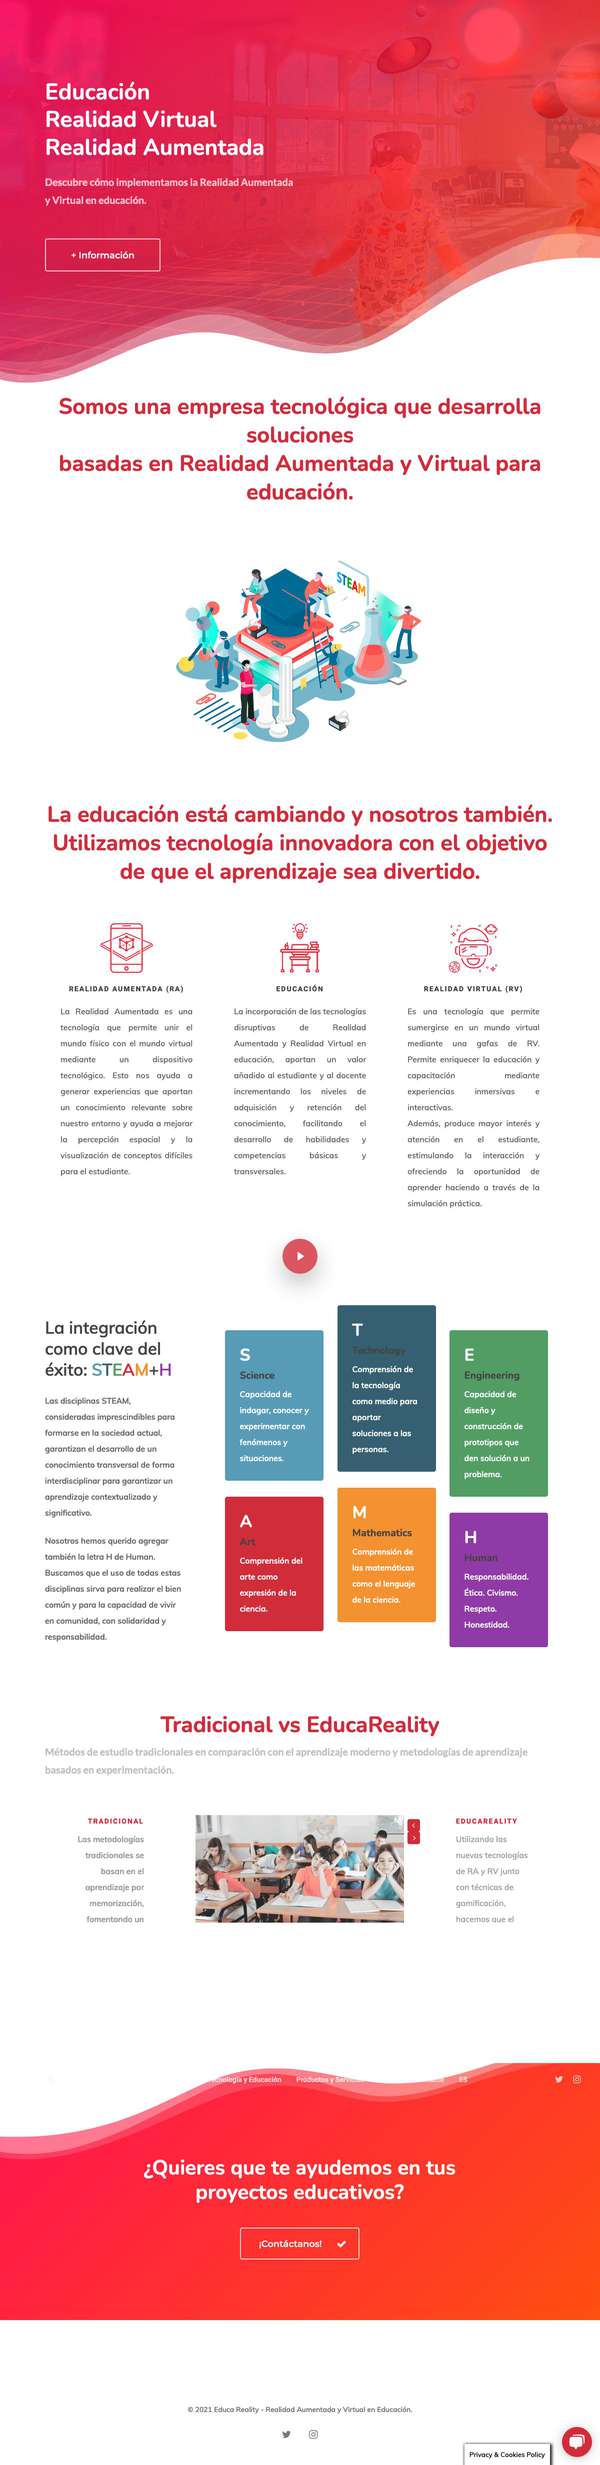 Educación
Realidad Virtual
Realidad Aumentada
Descubre cómo implementamos la Realidad Aumentada
y Virtual en educación.
+ Información
Somos una empresa tecnológica que desarrolla
soluciones
basadas en Realidad Aumentada y Virtual para
educación.
STEAM
La educación está cambiando y nosotros también.
Utilizamos tecnología innovadora con el objetivo
de que el aprendizaje sea divertido.
REALIDAD AUMENTADA (RA)
La Realidad Aumentada es una
tecnología que permite unir el
mundo físico con el mundo virtual
mediante un dispositivo
tecnológico. Esto nos ayuda a
generar experiencias que aportan
un conocimiento relevante sobre
nuestro entorno y ayuda a mejorar
la percepción espacial y la
visualización de conceptos difíciles
para el estudiante.
EDUCACIÓN
La incorporación de las tecnologías
disruptivas de Realidad
Aumentada y Realidad Virtual en
educación, aportan un valor
añadido al estudiante y al docente
incrementando los niveles de
adquisición y retención del
conocimiento, facilitando el
desarrollo de habilidades y
competencias básicas y
transversales.
REALIDAD VIRTUAL (RV)
Es una tecnología que permite
sumergirse en un mundo virtual
mediante una gafas de RV.
Permite enriquecer la educación y
capacitación mediante
experiencias inmersivas e
interactivas.
Además, produce mayor interés y
atención en el estudiante,
estimulando la interacción y
ofreciendo la oportunidad de
aprender haciendo a través de la
simulación práctica.
La integración
como clave del
éxito: STEAM+H
Las disciplinas STEAM,
consideradas imprescindibles para
formarse en la sociedad actual,
garantizan el desarrollo de un
conocimiento transversal de forma
interdisciplinar para garantizar un
aprendizaje contextualizado y
significativo.
Nosotros hemos querido agregar
también la letra H de Human.
Buscamos que el uso de todas estas
disciplinas sirva para realizar el bien
común y para la capacidad de vivir
en comunidad, con solidaridad y
responsabilidad.
S
Science
Capacidad de
indagar, conocer y
experimentar con
fenómenos y
situaciones.
T
Technology
Comprensión de
la tecnología
como medio para
aportar
soluciones a las
personas.
E
Engineering
Capacidad de
diseño y
construcción de
prototipos que
den solución a un
problema.
A
Art
Comprensión del
arte como
expresión de la
ciencia.
M
Mathematics
Comprensión de
las matemáticas
como el lenguaje
de la ciencia.
H
Human
Responsabilidad.
Ética. Civismo.
Respeto.
Honestidad.
Tradicional vs EducaReality
Métodos de estudio tradicionales en comparación con el aprendizaje moderno y metodologías de aprendizaje
basados en experimentación.
TRADICIONAL
Las metodologías
tradicionales se
basan en el
aprendizaje por
memorización,
fomentando un
EDUCAREALITY
Utilizando las
nuevas tecnologías
de RA y RV junto
con técnicas de
gamificación,
hacemos que el
y Educación Productos y ES
¿Quieres que te ayudemos en tus
proyectos educativos?
¡Contáctanos!
© 2021 Educa Reality - Realidad Aumentada y Virtual en Educación.
Privacy & Cookies Policy